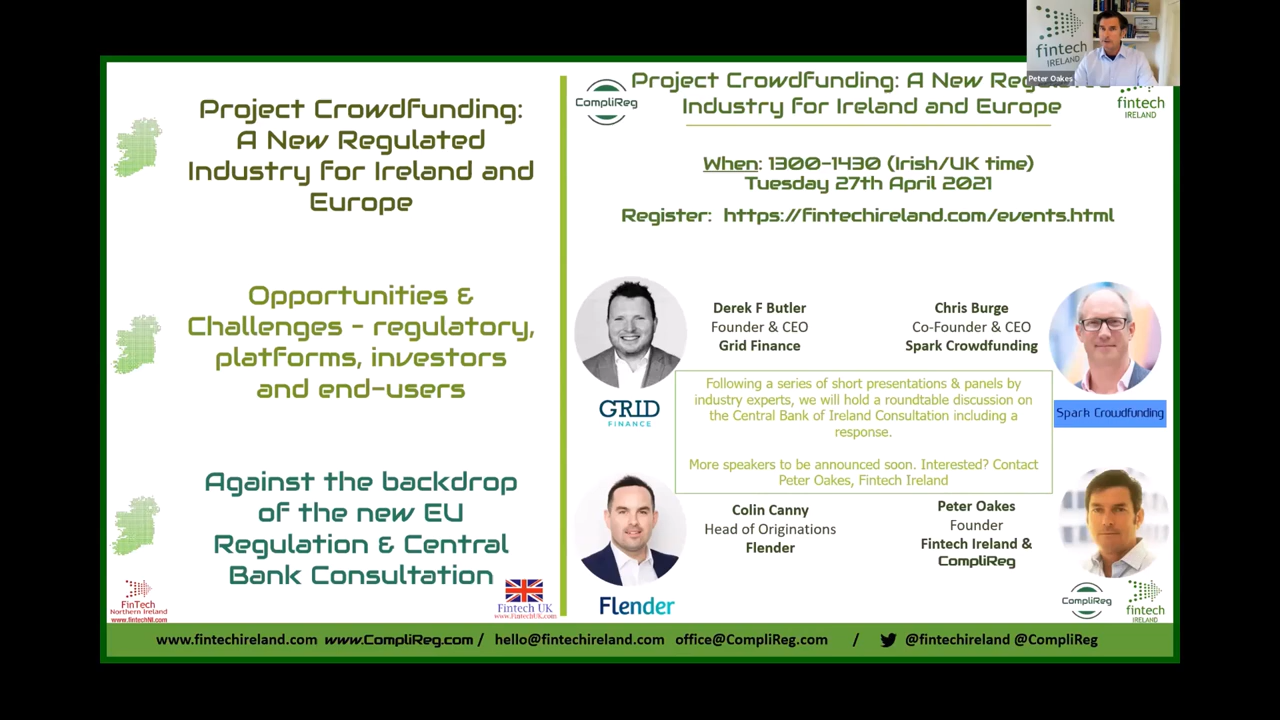 fintech
IRELAND
Peter Oakes
Project Crowdfunding:
A New Regulated
Industry for Ireland and
Europe
Opportunities &
Challenges - regulatory,
platforms, investors
and end-users
Against the backdrop
of the new EU
Regulation & Central
Bank Consultation
FinTech
Northern Ireland
www.fintechNI.com
Fintech UK
www.FintechUK.com
CompliReg
Project Crowdfunding: A New
Industry for Ireland and Europe
fintech
IRELAND
When: 1300-1430 (Irish/UK time)
Tuesday 27th April 2021
Register: https://fintechireland.com/events.html
Derek F Butler
Founder & CEO
Grid Finance
GRID
FINANCE
Chris Burge
Co-Founder & CEO
Spark Crowdfunding
Spark Crowdfunding
Following a series of short presentations & panels by
industry experts, we will hold a roundtable discussion on
the Central Bank of Ireland Consultation including a
response.
More speakers to be announced soon. Interested? Contact
Peter Oakes, Fintech Ireland
Colin Canny
Head of Originations
Flender
Flender
Peter Oakes
Founder
Fintech Ireland &
CompliReg
CompliReg
fintech
IRELAND
www.fintechireland.com www.CompliReg.com / hello@fintechireland.com office@CompliReg.com / @fintechireland @CompliReg